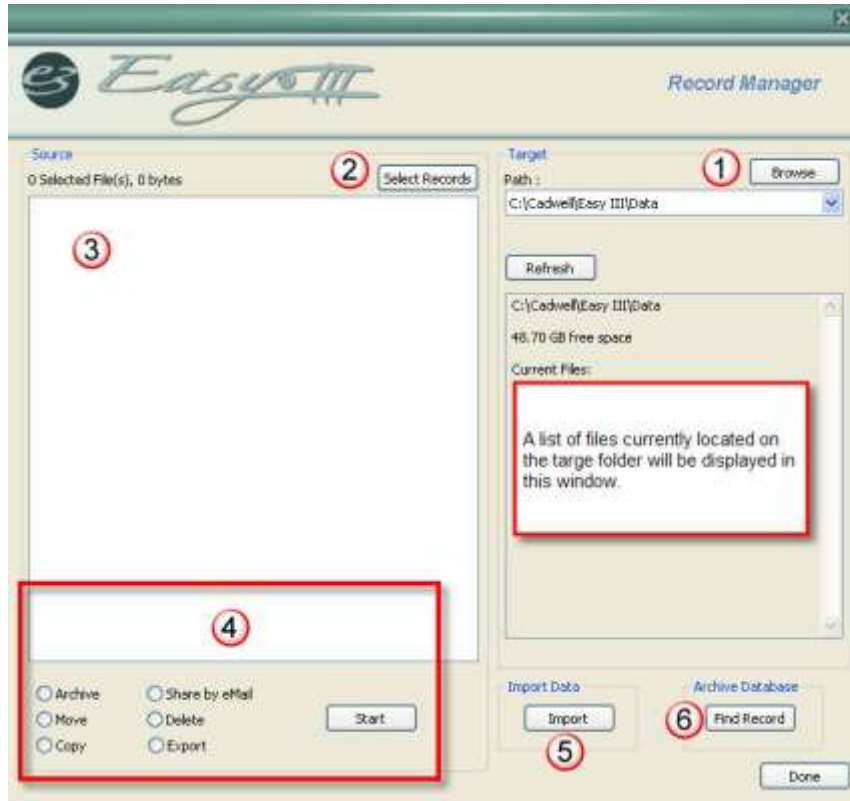 e3 Easy III
Record Manager
Source
0 Selected File(s), 0 bytes
2
Select Records
3
4
Archive
Share by eMail
Move
Delete
Start
Copy
Export
Target
1
Browse
Path :
C:\Cadwell\Easy III\Data
Refresh
C:\Cadwell\Easy III\Data
48.70 GB free space
Current Files:
A list of files currently located on
the targe folder will be displayed in
this window.
Import Data
Import
5
Archive Database
6
Find Record
Done